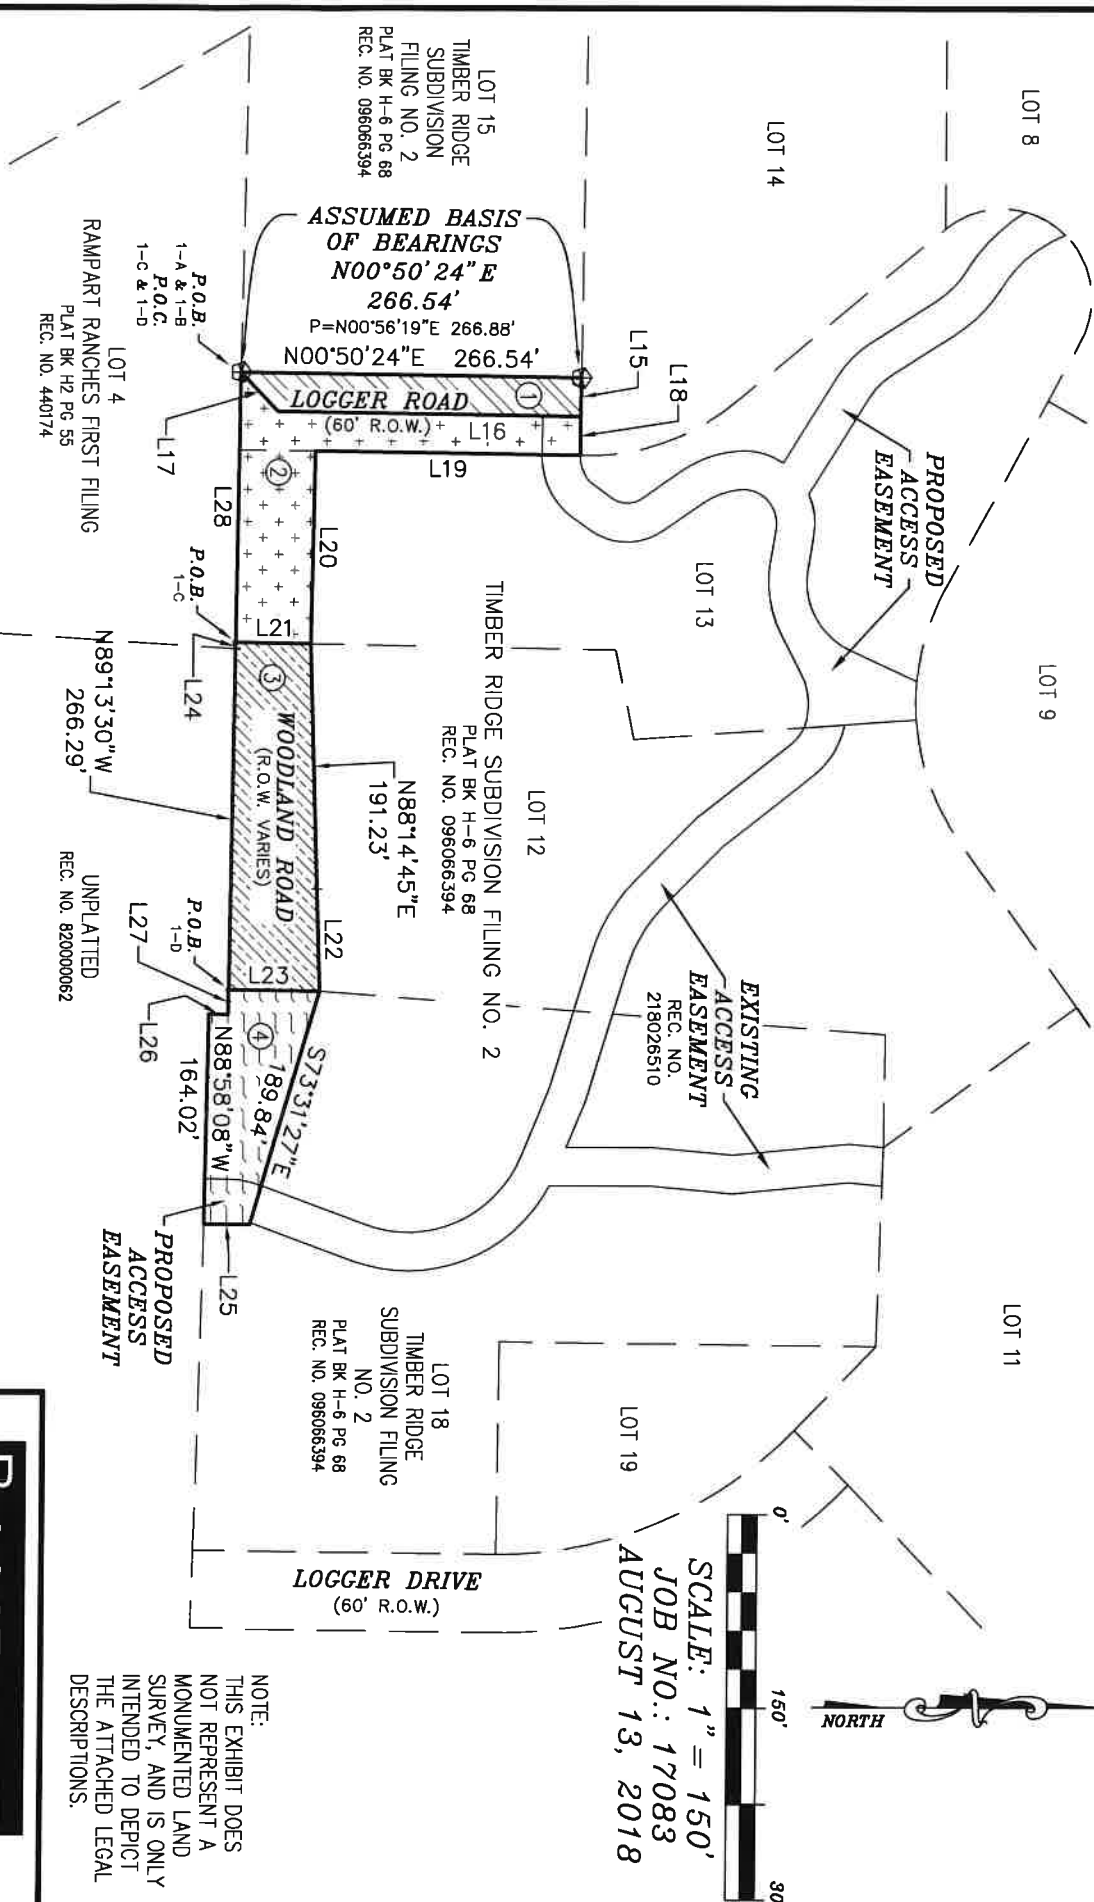 LOT 8
LOT 14
LOT 15
TIMBER RIDGE
SUBDIVISION
FILING NO. 2
PLAT BK H-6 PG 68
REC. NO. 096066394
ASSUMED BASIS
OF BEARINGS
N00°50'24"E
266.54'
P=N00°56'19"E 266.88'
N00°50'24"E 266.54'
L15
L18
1
LOGGER ROAD
(60' R.O.W.)
L16
L17
L19
P.O.B.
1-A & 1-B
P.O.C.
1-C & 1-D
LOT 4
RAMPART RANCHES FIRST FILING
PLAT BK H2 PG 55
REC. NO. 440174
2
L28
L20
L21
P.O.B.
1-C
L24
PROPOSED
ACCESS
EASEMENT
LOT 13
LOT 9
TIMBER RIDGE SUBDIVISION FILING NO. 2
PLAT BK H-6 PG 68
REC. NO. 096066394
LOT 12
3
WOODLAND ROAD
(R.O.W. VARIES)
N88°14'45"E
191.23'
L22
L23
N89°13'30"W
266.29'
UNPLATTED
REC. NO. 82000062
P.O.B.
1-D
L27
L26
4
S73°31'27"E
189.84'
N88°58'08"W
164.02'
L25
PROPOSED
ACCESS
EASEMENT
EXISTING
ACCESS
EASEMENT
REC. NO.
218026510
LOT 11
LOT 18
TIMBER RIDGE
SUBDIVISION FILING
NO. 2
PLAT BK H-6 PG 68
REC. NO. 096066394
LOT 19
LOGGER DRIVE
(60' R.O.W.)
0'
150'
SCALE: 1" = 150'
JOB NO.: 17083
AUGUST 13, 2018
NORTH
NOTE:
THIS EXHIBIT DOES
NOT REPRESENT A
MONUMENTED LAND
SURVEY, AND IS ONLY
INTENDED TO DEPICT
THE ATTACHED LEGAL
DESCRIPTIONS.